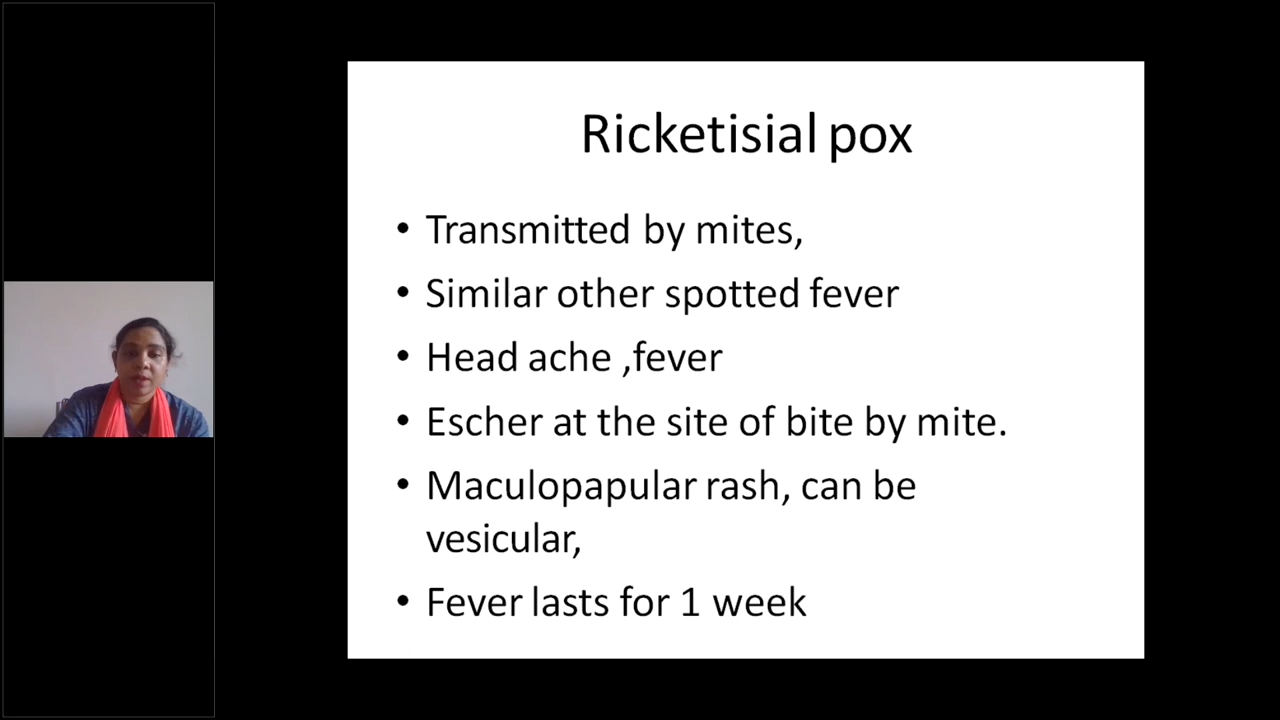 Ricketisial pox
• Transmitted by mites,
• Similar other spotted fever
• Head ache ,fever
• Escher at the site of bite by mite.
• Maculopapular rash, can be
vesicular,
• Fever lasts for 1 week